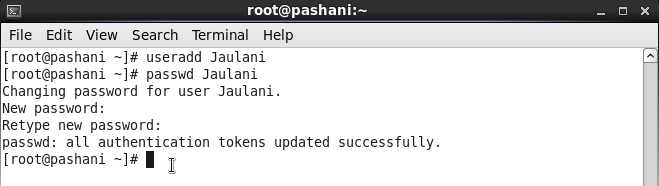 root@pashani:~
File Edit View Search Terminal Help
[root@pashani ~]# useradd Jaulani
[root@pashani ~]# passwd Jaulani
Changing password for user Jaulani.
New password:
Retype new password:
passwd: all authentication tokens updated successfully.
[root@pashani ~]#